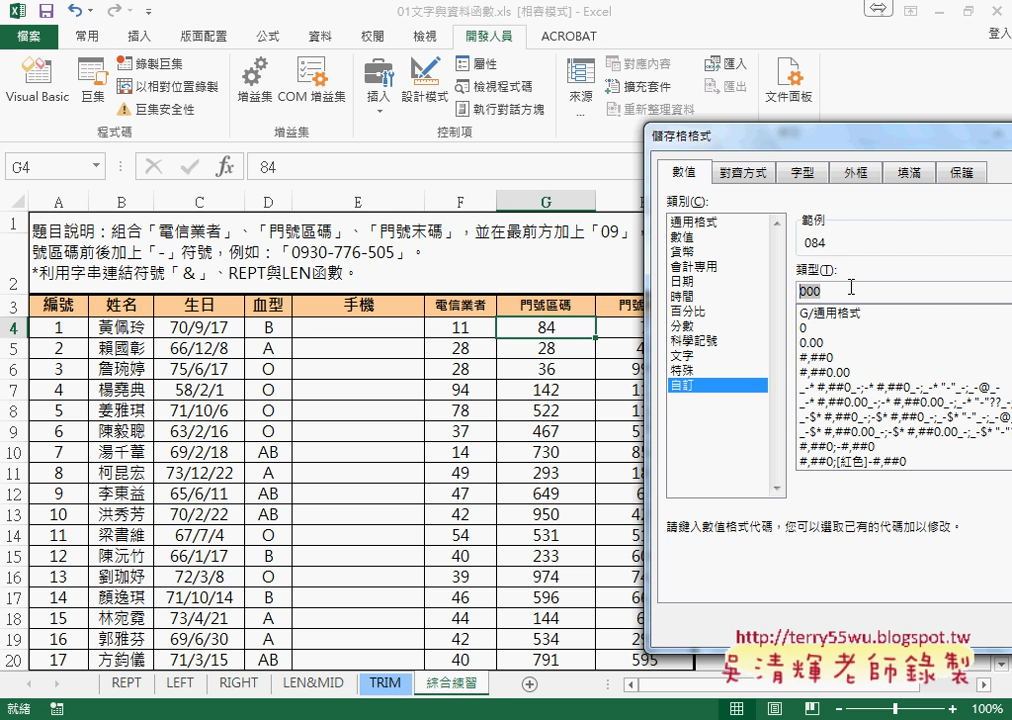 01文字與資料函數.xls [相容模式] - Excel
檔案 常用 插入 版面配置 公式 資料 校閱 檢視 開發人員 ACROBAT 登入
Visual Basic 巨集 錄製巨集 以相對位置錄製 巨集安全性 增益集 COM 增益集 插入 設計模式 屬性 檢視程式碼 執行對話方塊 來源 對應內容 擴充套件 重新整理資料 匯入 匯出 文件面板
程式碼 增益集 控制項
G4 fx 84
A B C D E F G
1 題目說明：組合「電信業者」、「門號區碼」、「門號末碼」，並在最前方加上「09」，
號區碼前後加上「-」符號，例如：「0930-776-505」。
2 *利用字串連結符號「&」、REPT與LEN函數。
3 編號 姓名 生日 血型 手機 電信業者 門號區碼
4 1 黃佩玲 70/9/17 B 11 84
5 2 賴國彰 66/12/8 A 28 28
6 3 詹琬婷 75/6/17 O 28 36
7 4 楊堯典 58/2/1 O 94 142
8 5 姜雅琪 71/10/6 O 78 522
9 6 陳毅聰 63/2/16 O 37 467
10 7 湯千葦 69/2/18 AB 14 730
11 8 柯昆宏 73/12/22 A 49 293
12 9 李東益 65/6/11 AB 47 649
13 10 洪秀芳 70/2/22 AB 42 950
14 11 梁書維 67/7/4 O 54 531
15 12 陳沅竹 66/1/17 B 40 233
16 13 劉珈妤 72/3/8 O 39 974
17 14 顏逸琪 71/10/14 B 46 596
18 15 林宛霓 73/4/21 A 44 144
19 16 郭雅芬 69/6/30 A 42 534
20 17 方鈞儀 71/3/15 AB 40 791 595
儲存格格式
數值 對齊方式 字型 外框 填滿 保護
類別(C):
通用格式
數值
貨幣
會計專用
日期
時間
百分比
分數
科學記號
文字
特殊
自訂
範例
084
類型(T):
000
G/通用格式
0
0.00
#,##0
#,##0.00
_-* #,##0_-;-* #,##0_-;_-* "-"_-;_-@_-
_-* #,##0.00_-;-* #,##0.00_-;_-* "-"??_-
_-$* #,##0_-;-$* #,##0_-;_-$* "-"_-;_-@
_-$* #,##0.00_-;-$* #,##0.00_-;_-$* "-"
#,##0;-#,##0
#,##0;[紅色]-#,##0
請鍵入數值格式代碼，您可以選取已有的代碼加以修改。
http://terry55wu.blogspot.tw
吳清輝老師錄製
REPT LEFT RIGHT LEN&MID TRIM 綜合練習
就緒 100%